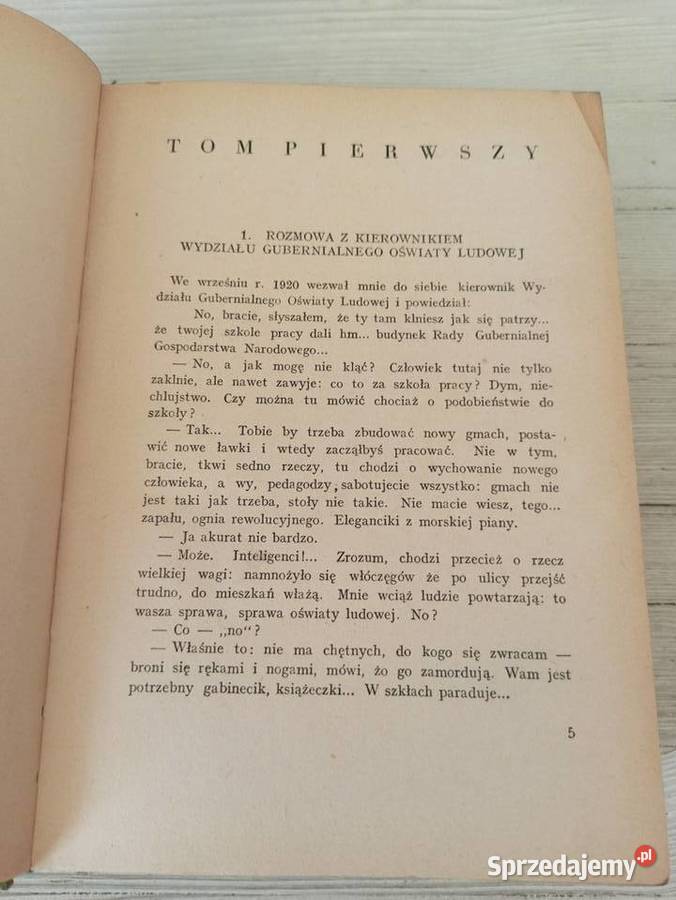 TOM PIERWSZY
1. ROZMOWA Z KIEROWNIKIEM
WYDZIAŁU GUBERNIALNEGO OŚWIATY LUDOWEJ
We wrześniu r. 1920 wezwał mnie do siebie kierownik Wy-
działu Gubernialnego Oświaty Ludowej i powiedział:
No, bracie, słyszałem, że ty tam klniesz jak się patrzy...
że twojej szkole pracy dali hm... budynek Rady Gubernialnej
Gospodarstwa Narodowego...
— No, a jak mogę nie kląć? Człowiek tutaj nie tylko
zaklnie, ale nawet zawyje: co to za szkoła pracy? Dym, nie-
chlujstwo. Czy można tu mówić chociaż o podobieństwie do
szkoły?
— Tak... Tobie by trzeba zbudować nowy gmach, posta-
wić nowe ławki i wtedy zacząłbyś pracować. Nie w tym,
bracie, tkwi sedno rzeczy, tu chodzi o wychowanie nowego
człowieka, a wy, pedagodzy, sabotujecie wszystko: gmach nie
jest taki jak trzeba, stoły nie takie. Nie macie wiesz, tego...
zapału, ognia rewolucyjnego. Eleganciki z morskiej piany.
— Ja akurat nie bardzo.
— Może. Inteligenci!... Zrozum, chodzi przecież o rzecz
wielkiej wagi: namnożyło się włóczęgów że po ulicy przejść
trudno, do mieszkań włażą. Mnie wciąż ludzie powtarzają: to
wasza sprawa, sprawa oświaty ludowej. No?
— Co — „no"?
— Właśnie to: nie ma chętnych, do kogo się zwracam —
broni się rękami i nogami, mówi, żo go zamordują. Wam jest
potrzebny gabinecik, książeczki... W szkłach paraduje...
5
Sprzedajemy.pl